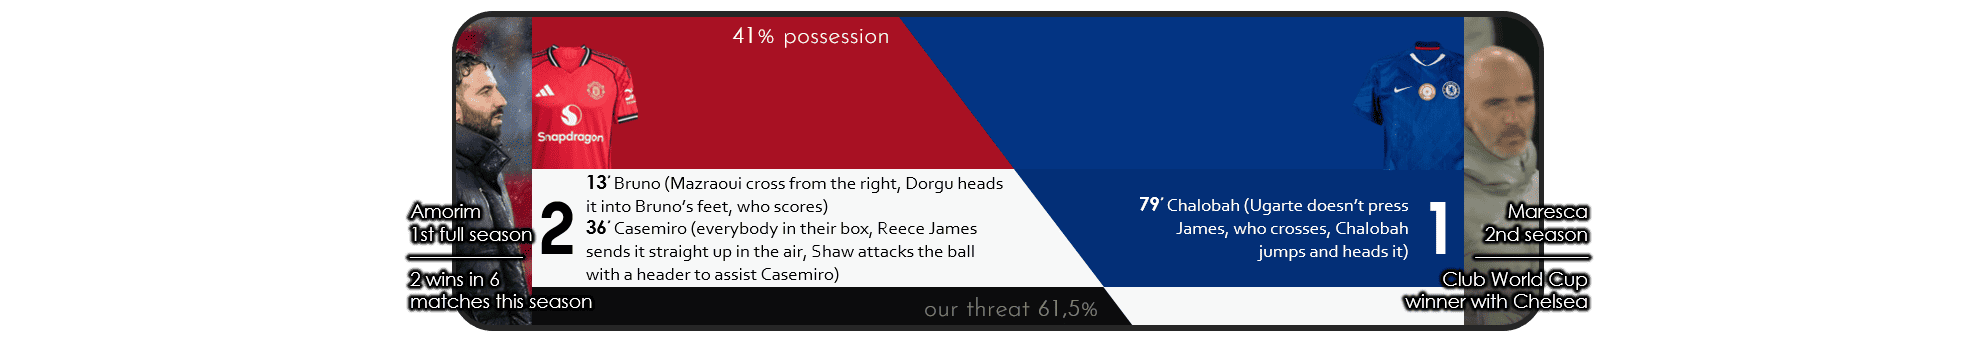 41% possession
Snapdragon
13’ Bruno (Mazraoui cross from the right, Dorgu heads
it into Bruno’s feet, who scores)
2
36’ Casemiro (everybody in their box, Reece James
sends it straight up in the air, Shaw attacks the ball
with a header to assist Casemiro)
79’ Chalobah (Ugarte doesn’t press
James, who crosses, Chalobah
jumps and heads it)
1
Amorim
1st full season
2 wins in 6
matches this season
Maresca
2nd season
Club World Cup
winner with Chelsea
our threat 61,5%